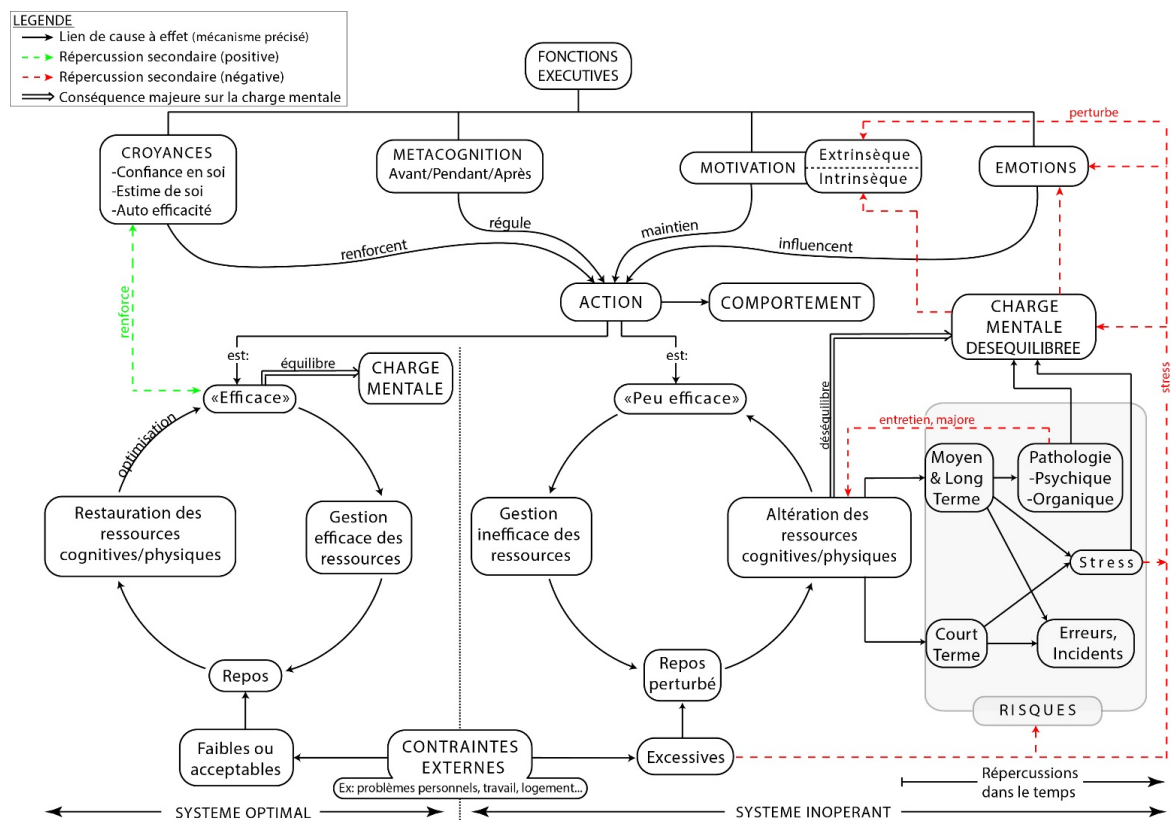 LEGENDE
Lien de cause à effet (mécanisme précisé)
Répercussion secondaire (positive)
Répercussion secondaire (négative)
Conséquence majeure sur la charge mentale
FONCTIONS
EXECUTIVES
perturbe
CROYANCES
-Confiance en soi
-Estime de soi
-Auto efficacité
METACOGNITION
Avant/Pendant/Après
MOTIVATION
Extrinsèque
Intrinsèque
EMOTIONS
renforcent
régule
maintien
influencent
renforce
ACTION
COMPORTEMENT
CHARGE
MENTALE
DESEQUILIBREE
stress
est:
équilibre
CHARGE
MENTALE
est:
déséquilibre
«Efficace»
«Peu efficace»
optimisation
entretien, majore
Moyen
& Long
Terme
Pathologie
-Psychique
-Organique
Restauration des
ressources
cognitives/physiques
Gestion
efficace des
ressources
Gestion
inefficace des
ressources
Altération des
ressources
cognitives/physiques
Stress
Court
Terme
Erreurs,
Incidents
Repos
Repos
perturbé
RISQUES
Faibles ou
acceptables
CONTRAINTES
EXTERNES
Ex: problèmes personnels, travail, logement...
Excessives
Répercussions
dans le temps
SYSTEME OPTIMAL
SYSTEME INOPERANT